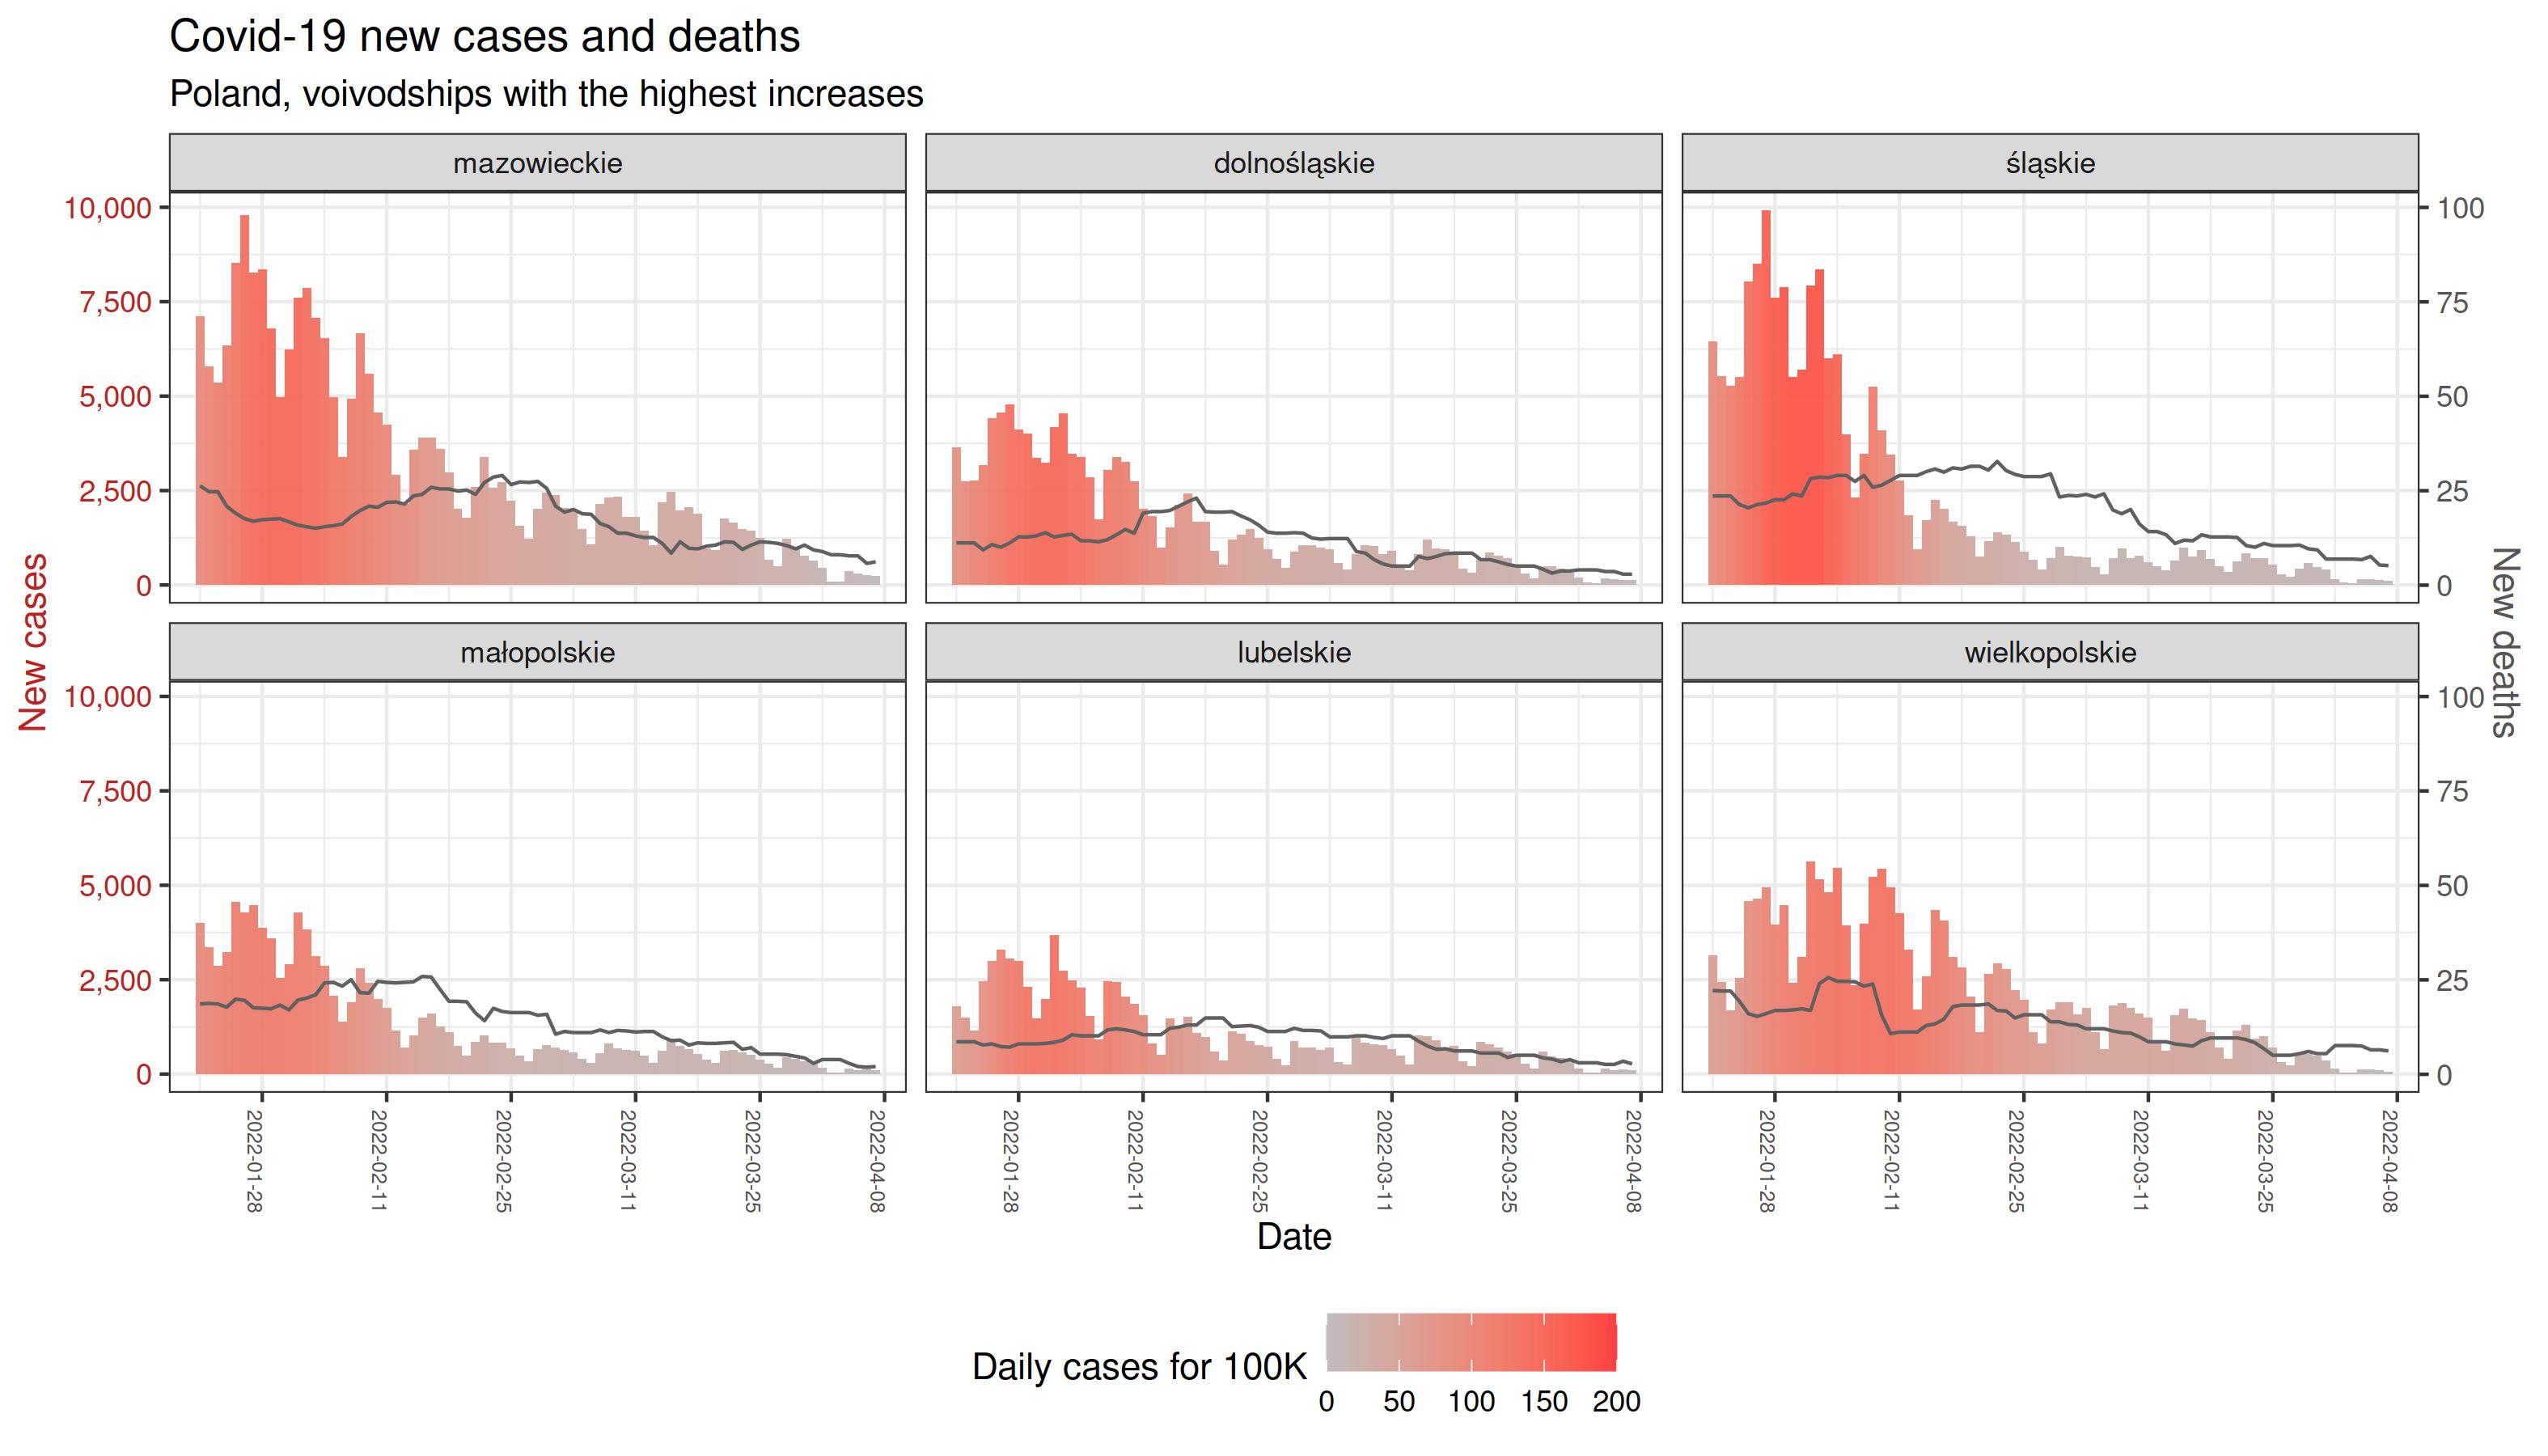 Covid-19 new cases and deaths
Poland, voivodships with the highest increases
mazowieckie
dolnośląskie
śląskie
10,000
7,500
5,000
2,500
0
100
75
50
25
0
New cases
New deaths
małopolskie
lubelskie
wielkopolskie
10,000
7,500
5,000
2,500
0
100
75
50
25
0
2022-01-28
2022-02-11
2022-02-25
2022-03-11
2022-03-25
2022-04-08
2022-01-28
2022-02-11
2022-02-25
2022-03-11
2022-03-25
2022-04-08
2022-01-28
2022-02-11
2022-02-25
2022-03-11
2022-03-25
2022-04-08
Date
Daily cases for 100K
0 50 100 150 200